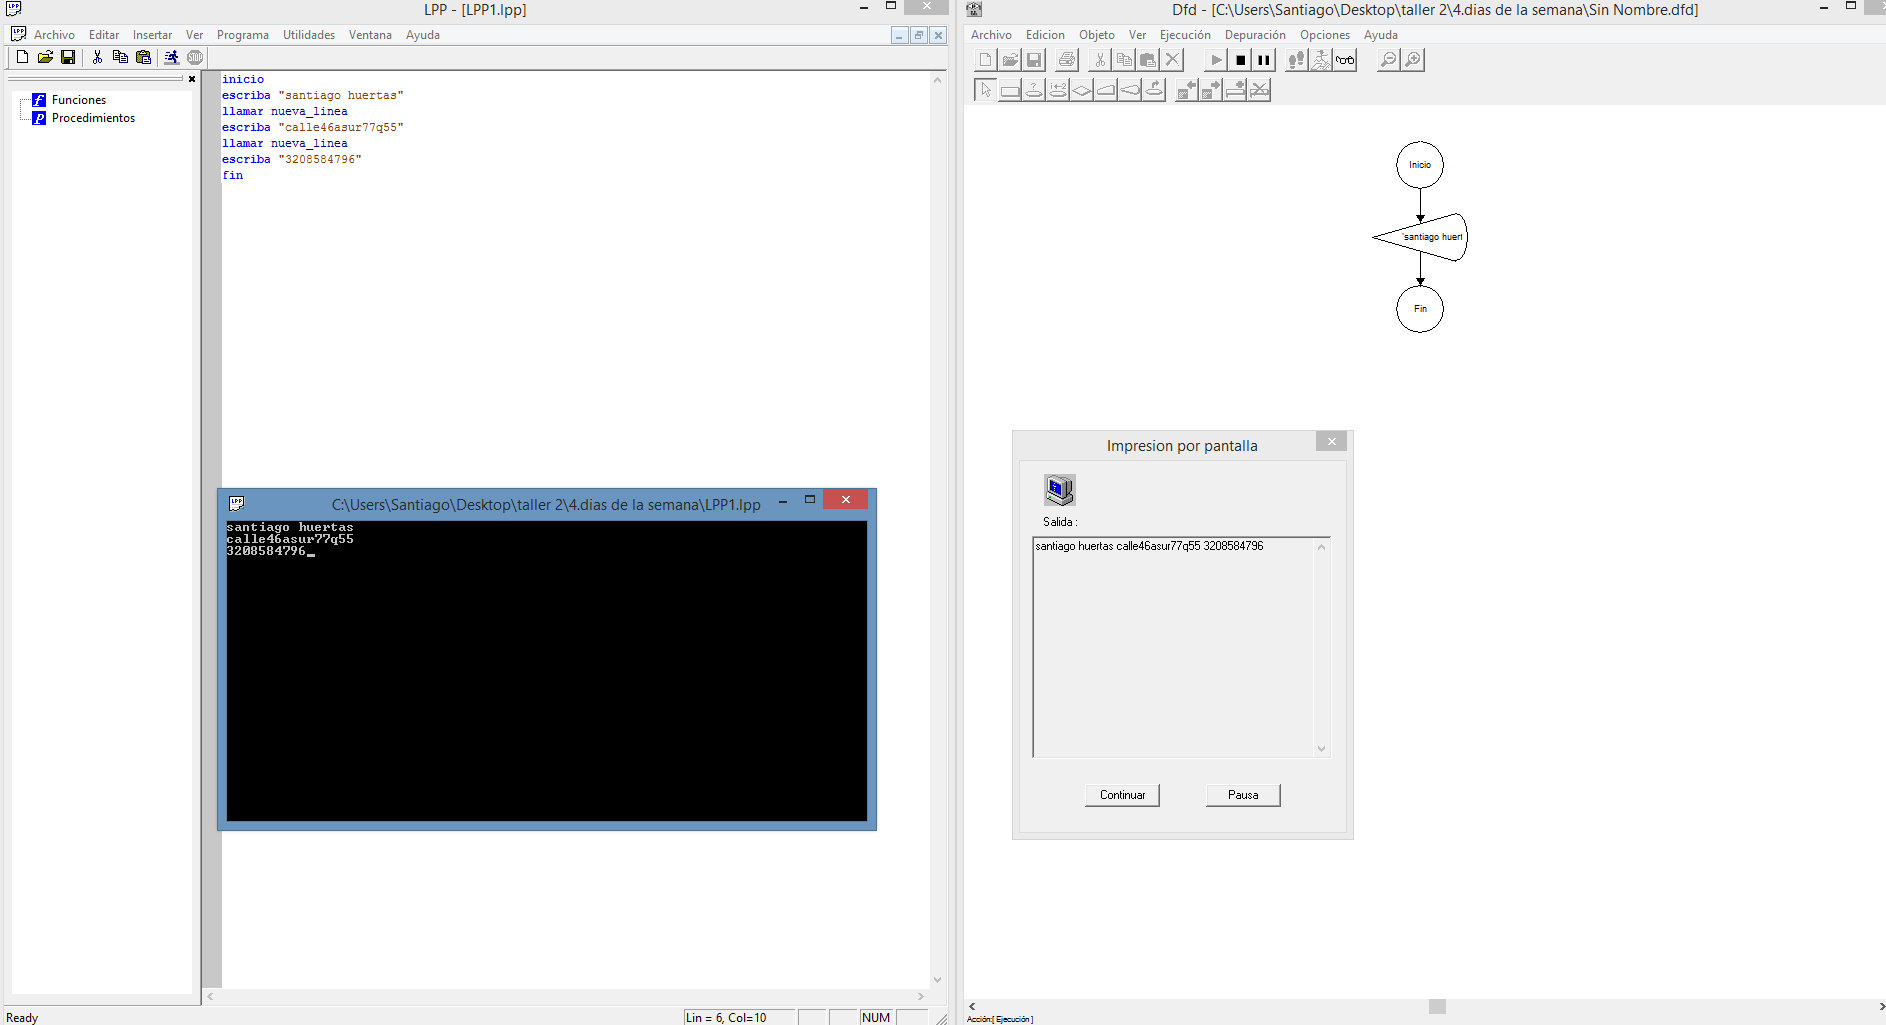 LPP - [LPP1.lpp]
Archivo Editar Insertar Ver Programa Utilidades Ventana Ayuda
Funciones
Procedimientos
inicio
escriba "santiago huertas"
llamar nueva_linea
escriba "calle46asur77q55"
llamar nueva_linea
escriba "3208584796"
fin
C:\Users\Santiago\Desktop\taller 2\4.dias de la semana\LPP1.lpp
santiago huertas
calle46asur77q55
3208584796_
Ready
Lin = 6, Col=10
NUM
Dfd - [C:\Users\Santiago\Desktop\taller 2\4.dias de la semana\Sin Nombre.dfd]
Archivo Edicion Objeto Ver Ejecución Depuración Opciones Ayuda
Inicio
'santiago huert
Fin
Impresion por pantalla
Salida :
santiago huertas calle46asur77q55 3208584796
Continuar Pausa
Acción:[ Ejecución ]